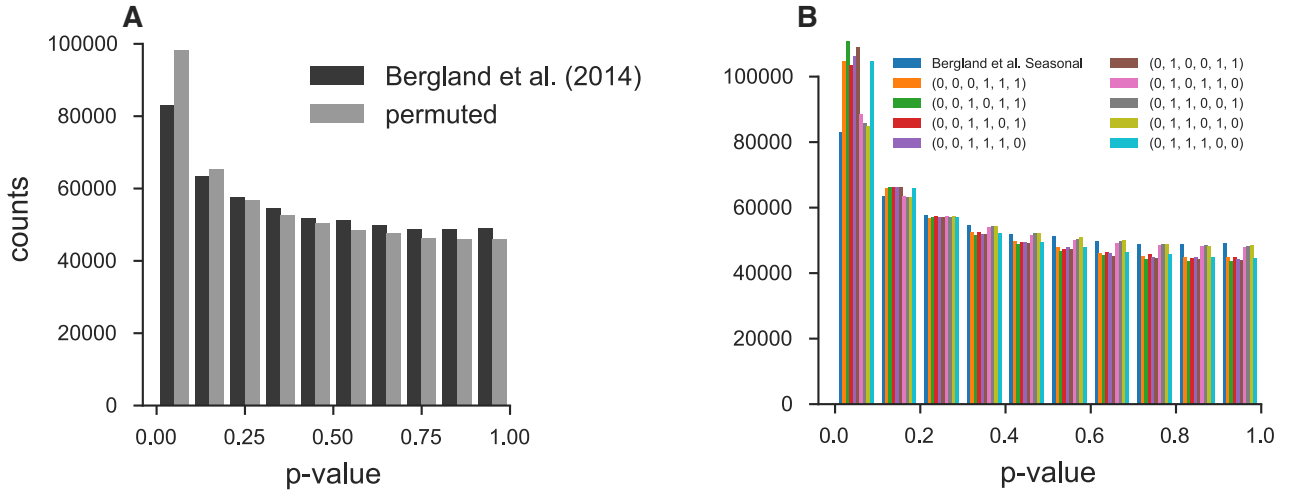 A
100000
80000
60000
40000
20000
0
counts
Bergland et al. (2014)
permuted
0.00
0.25
0.50
0.75
1.00
p-value
B
100000
80000
60000
40000
20000
0
Bergland et al. Seasonal
(0, 0, 0, 1, 1, 1)
(0, 0, 1, 0, 1, 1)
(0, 0, 1, 1, 0, 1)
(0, 0, 1, 1, 1, 0)
(0, 1, 0, 0, 1, 1)
(0, 1, 0, 1, 1, 0)
(0, 1, 1, 0, 0, 1)
(0, 1, 1, 0, 1, 0)
(0, 1, 1, 1, 0, 0)
0.0
0.2
0.4
0.6
0.8
1.0
p-value